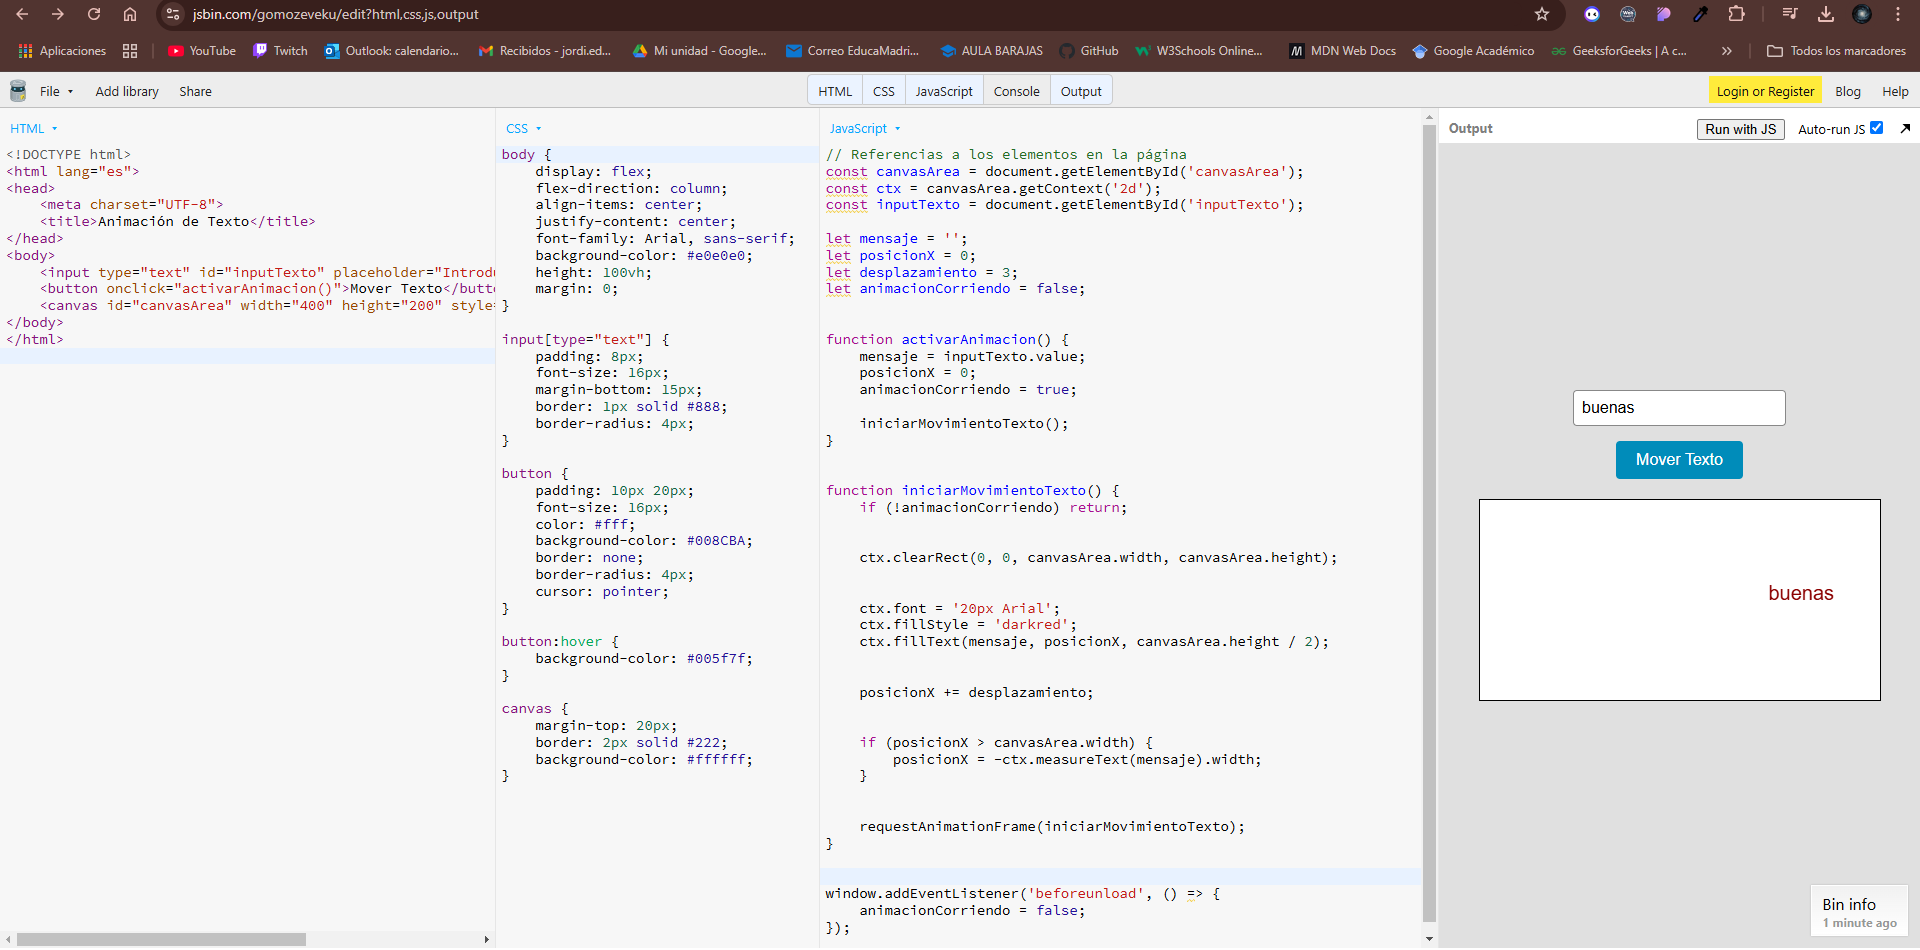 jsbin.com/gomozeveku/edit?html,css,js,output
Aplicaciones
YouTube
Twitch
Outlook: calendario...
Recibidos - jordi.ed...
Mi unidad - Google...
Correo EducaMadri...
AULA BARAJAS
GitHub
W3Schools Online...
MDN Web Docs
Google Académico
GeeksforGeeks | A c...
»
Todos los marcadores
File
Add library
Share
HTML
CSS
JavaScript
Console
Output
Login or Register
Blog
Help
HTML
<!DOCTYPE html>
<html lang="es">
<head>
    <meta charset="UTF-8">
    <title>Animación de Texto</title>
</head>
<body>
    <input type="text" id="inputTexto" placeholder="Introdu
    <button onclick="activarAnimacion()">Mover Texto</butto
    <canvas id="canvasArea" width="400" height="200" style=
</body>
</html>
CSS
body {
    display: flex;
    flex-direction: column;
    align-items: center;
    justify-content: center;
    font-family: Arial, sans-serif;
    background-color: #e0e0e0;
    height: 100vh;
    margin: 0;
}
input[type="text"] {
    padding: 8px;
    font-size: 16px;
    margin-bottom: 15px;
    border: 1px solid #888;
    border-radius: 4px;
}
button {
    padding: 10px 20px;
    font-size: 16px;
    color: #fff;
    background-color: #008CBA;
    border: none;
    border-radius: 4px;
    cursor: pointer;
}
button:hover {
    background-color: #005f7f;
}
canvas {
    margin-top: 20px;
    border: 2px solid #222;
    background-color: #ffffff;
}
JavaScript
// Referencias a los elementos en la página
const canvasArea = document.getElementById('canvasArea');
const ctx = canvasArea.getContext('2d');
const inputTexto = document.getElementById('inputTexto');
let mensaje = '';
let posicionX = 0;
let desplazamiento = 3;
let animacionCorriendo = false;
function activarAnimacion() {
    mensaje = inputTexto.value;
    posicionX = 0;
    animacionCorriendo = true;
    iniciarMovimientoTexto();
}
function iniciarMovimientoTexto() {
    if (!animacionCorriendo) return;
    ctx.clearRect(0, 0, canvasArea.width, canvasArea.height);
    ctx.font = '20px Arial';
    ctx.fillStyle = 'darkred';
    ctx.fillText(mensaje, posicionX, canvasArea.height / 2);
    posicionX += desplazamiento;
    if (posicionX > canvasArea.width) {
        posicionX = -ctx.measureText(mensaje).width;
    }
    requestAnimationFrame(iniciarMovimientoTexto);
}
window.addEventListener('beforeunload', () => {
    animacionCorriendo = false;
});
Output
Run with JS
Auto-run JS
buenas
Mover Texto
buenas
Bin info
1 minute ago